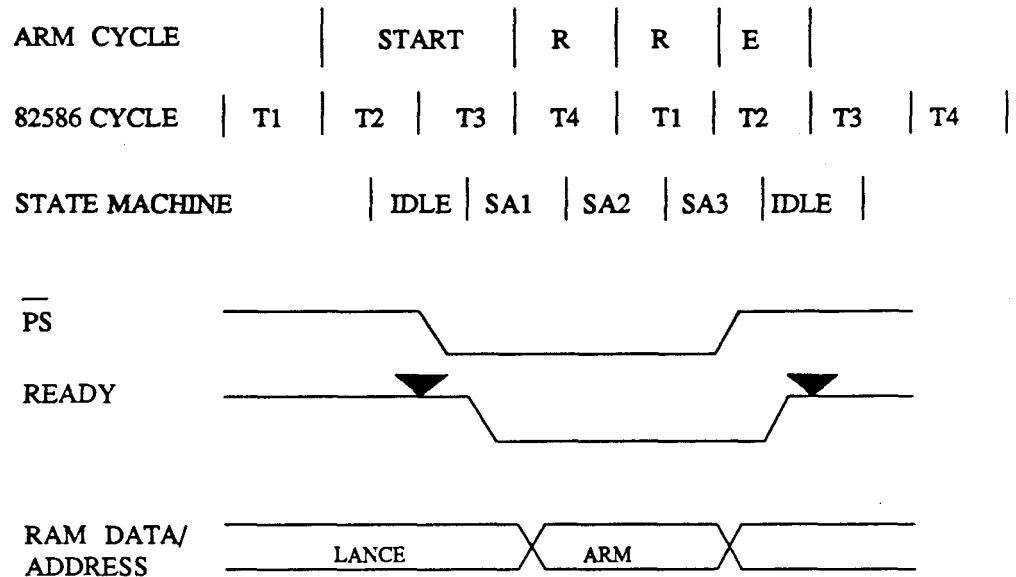 ARM CYCLE | START | R | R | E |
82586 CYCLE | T1 | T2 | T3 | T4 | T1 | T2 | T3 | T4 |
STATE MACHINE | IDLE | SA1 | SA2 | SA3 | IDLE |
PS
READY
RAM DATA/
ADDRESS
LANCE ARM